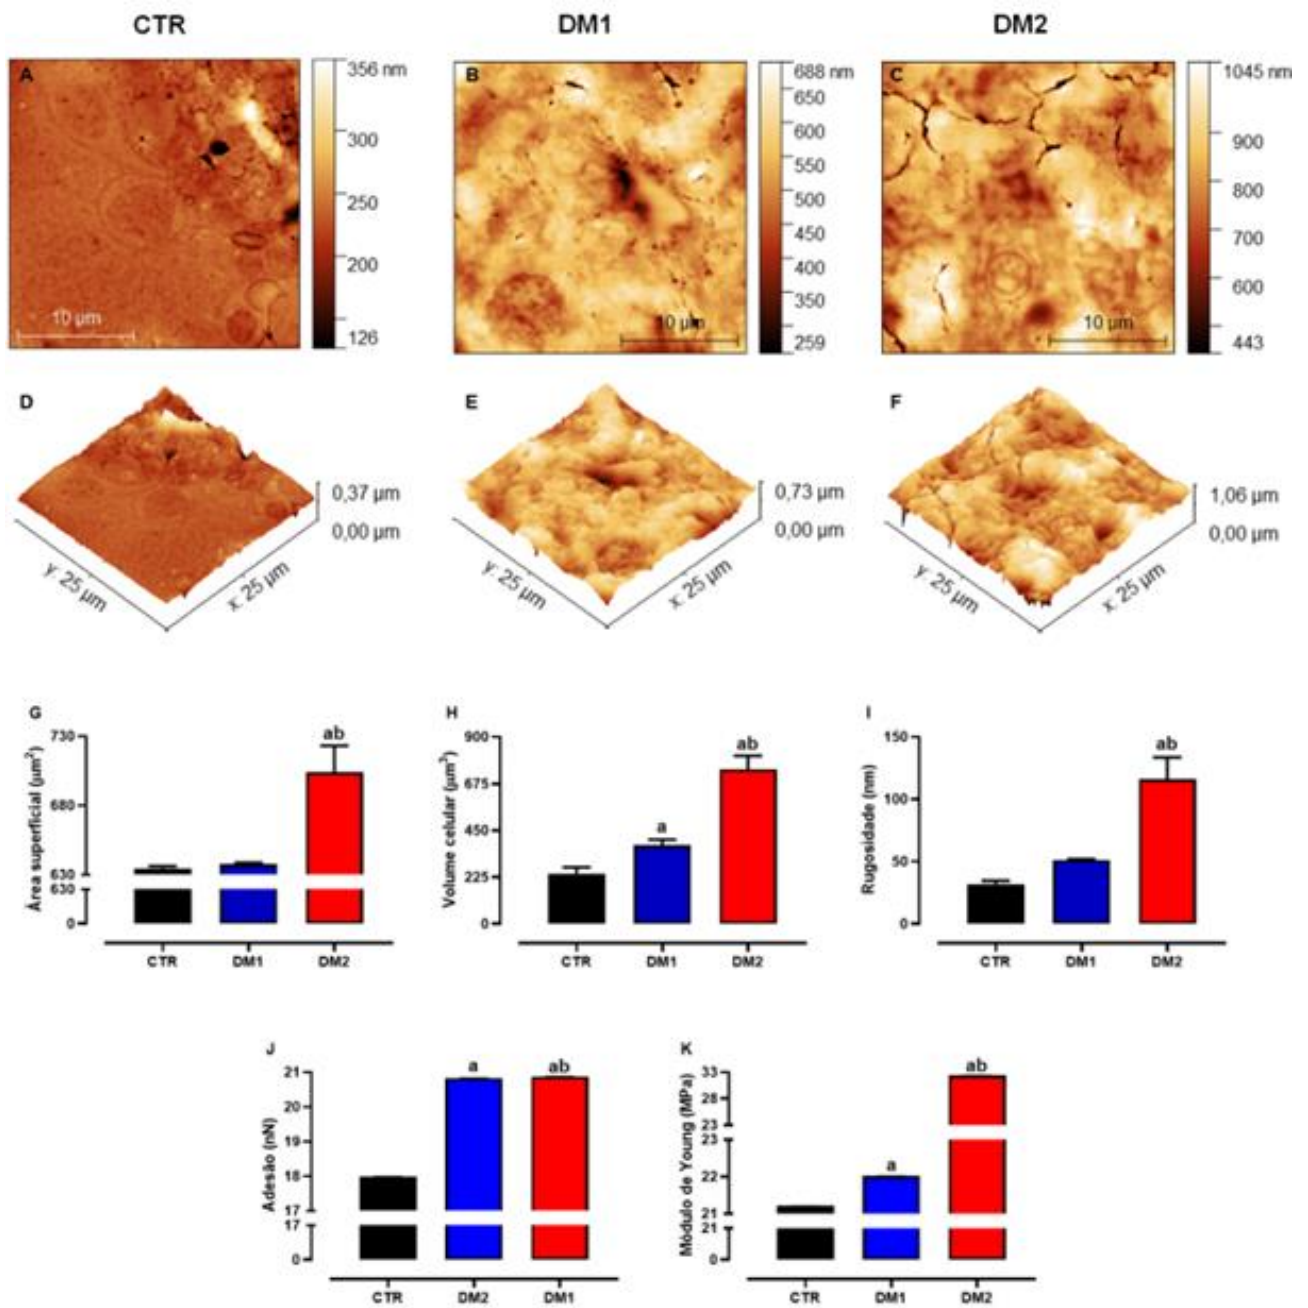 CTR DM1 DM2
A 356 nm B 688 nm C 1045 nm
300 650 900
250 600 800
200 550 700
126 500 600
10 µm 450 443
400 10 µm
350
259
10 µm
D E F
0,37 µm 0,73 µm 1,06 µm
0,00 µm 0,00 µm 0,00 µm
y: 25 µm x: 25 µm y: 25 µm x: 25 µm y: 25 µm x: 25 µm
G
Área superficial (µm²)
730
680
630
630
0
ab
CTR DM1 DM2
H
Volume celular (µm³)
900
675
450
225
0
a ab
CTR DM1 DM2
I
Rugosidade (nm)
150
100
50
0
ab
CTR DM1 DM2
J
Adesão (nN)
21
20
19
18
17
17
0
a ab
CTR DM2 DM1
K
Módulo de Young (MPa)
33
28
23
23
22
21
21
0
a ab
CTR DM1 DM2